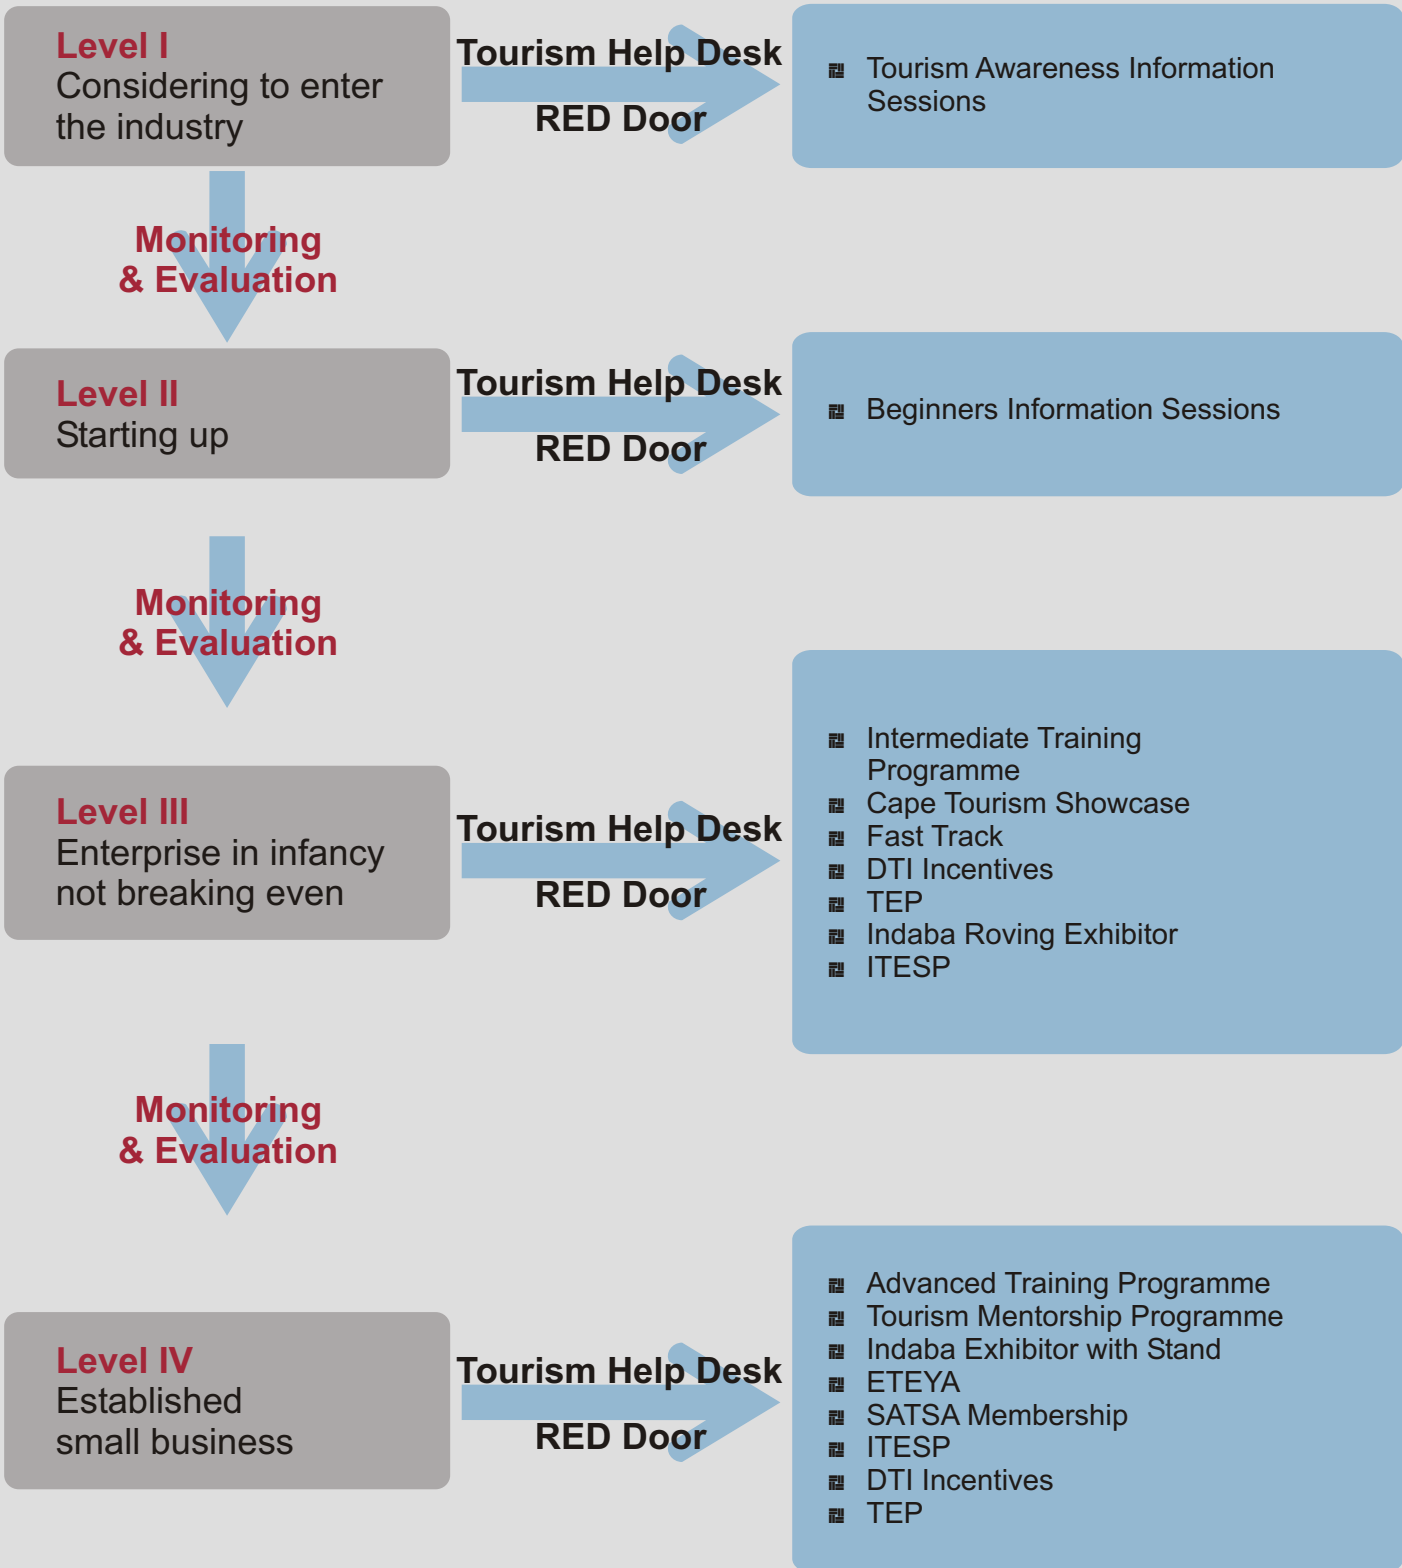 Level I
Considering to enter
the industry
Tourism Help Desk
RED Door
Tourism Awareness Information
Sessions
Monitoring
& Evaluation
Level II
Starting up
Tourism Help Desk
RED Door
Beginners Information Sessions
Monitoring
& Evaluation
Level III
Enterprise in infancy
not breaking even
Tourism Help Desk
RED Door
Intermediate Training
Programme
Cape Tourism Showcase
Fast Track
DTI Incentives
TEP
Indaba Roving Exhibitor
ITESP
Monitoring
& Evaluation
Level IV
Established
small business
Tourism Help Desk
RED Door
Advanced Training Programme
Tourism Mentorship Programme
Indaba Exhibitor with Stand
ETEYA
SATSA Membership
ITESP
DTI Incentives
TEP